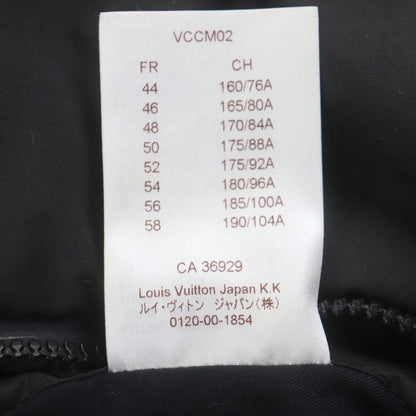 VCCM02
FR CH
44 160/76A
46 165/80A
48 170/84A
50 175/88A
52 175/92A
54 180/96A
56 185/100A
58 190/104A
CA 36929
Louis Vuitton Japan K.K
ルイ・ヴィトン ジャパン(株)
0120-00-1854